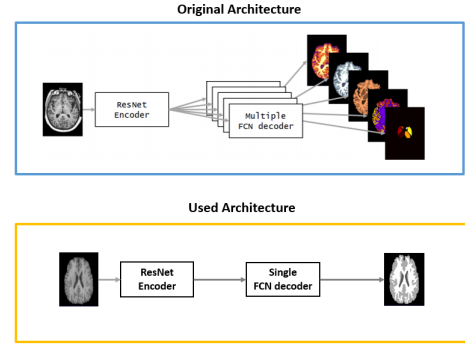 Original Architecture
ResNet
Encoder
Multiple
FCN decoder
Used Architecture
ResNet
Encoder
Single
FCN decoder